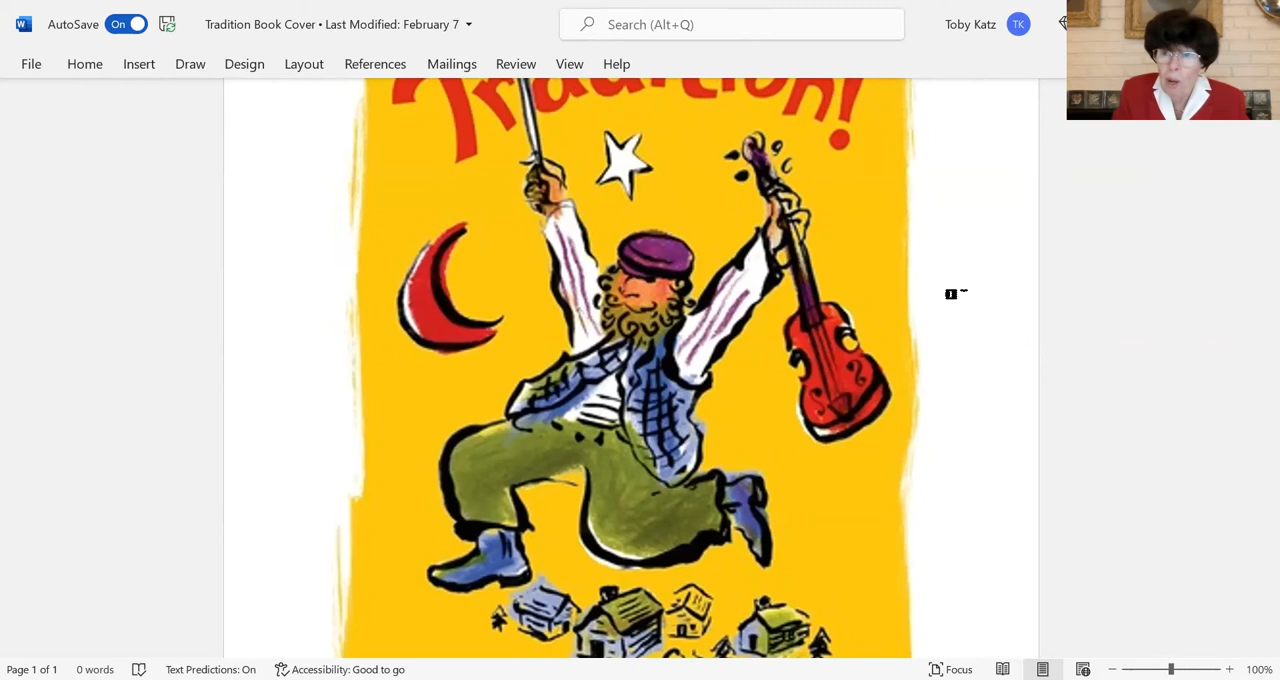 AutoSave On Tradition Book Cover • Last Modified: February 7 Search (Alt+Q) Toby Katz TK
File Home Insert Draw Design Layout References Mailings Review View Help
Tradition!
Page 1 of 1 0 words Text Predictions: On Accessibility: Good to go Focus 100%